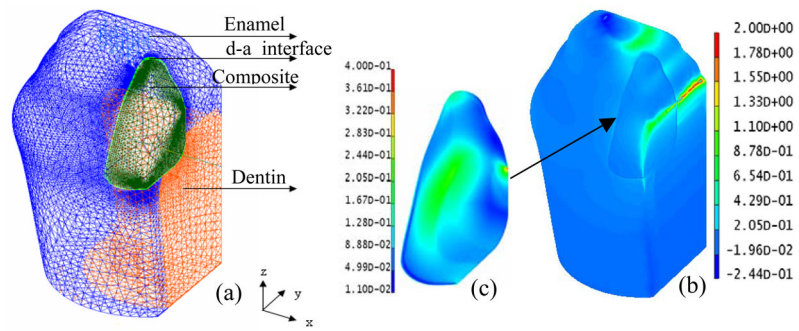 Enamel
d-a interface
Composite
Dentin
(a)
z
y
x
4.00D-01
3.61D-01
3.22D-01
2.83D-01
2.44D-01
2.05D-01
1.67D-01
1.28D-01
8.88D-02
4.99D-02
1.10D-02
(c)
(b)
2.00D+00
1.78D+00
1.55D+00
1.33D+00
1.10D+00
8.78D-01
6.54D-01
4.29D-01
2.05D-01
-1.96D-02
-2.44D-01